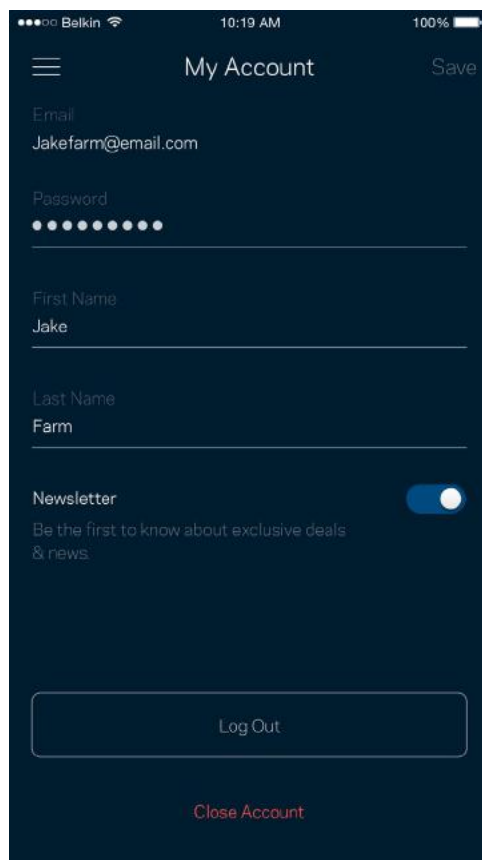 Belkin 10:19 AM 100%
My Account Save
Email
Jakefarm@email.com
Password
First Name
Jake
Last Name
Farm
Newsletter
Be the first to know about exclusive deals
& news.
Log Out
Close Account